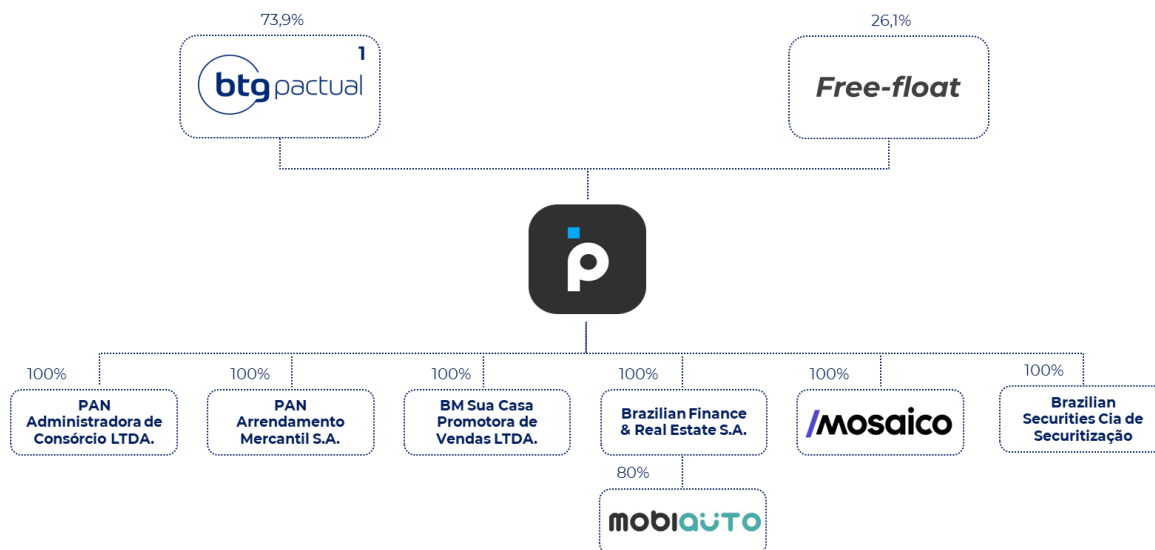 73,9%
26,1%
1
btg pactual
Free-float
p
100%
100%
100%
100%
100%
100%
PAN
Administradora de
Consórcio LTDA.
PAN
Arrendamento
Mercantil S.A.
BM Sua Casa
Promotora de
Vendas LTDA.
Brazilian Finance
& Real Estate S.A.
/Mosaico
Brazilian
Securities Cia de
Securitização
80%
mobiauto